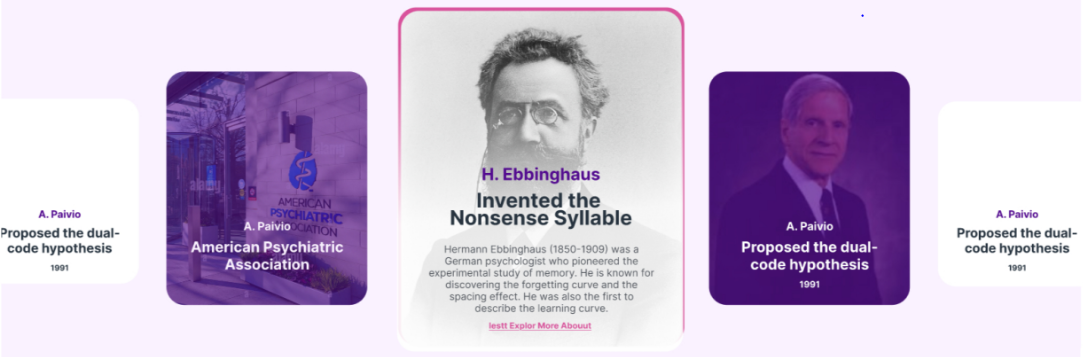 A. Paivio
Proposed the dual-
code hypothesis
1991
alamy
AMERICAN
PSYCHIATRIC
ASSOCIATION
A. Paivio
American Psychiatric
Association
H. Ebbinghaus
Invented the
Nonsense Syllable
Hermann Ebbinghaus (1850-1909) was a
German psychologist who pioneered the
experimental study of memory. He is known for
discovering the forgetting curve and the
spacing effect. He was also the first to
describe the learning curve.
lestt Explor More Abouut
A. Paivio
Proposed the dual-
code hypothesis
1991
A. Paivio
Proposed the dual-
code hypothesis
1991